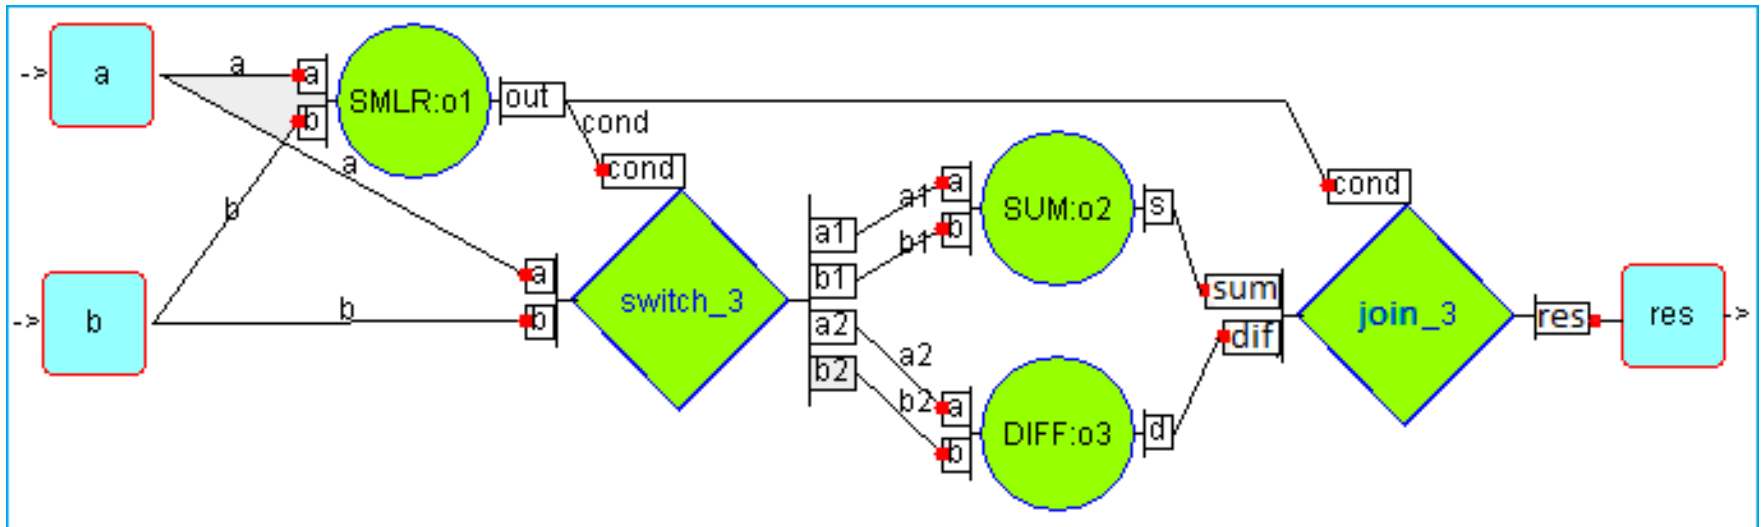 ->
a
a
a
b
SMLR:o1
out
cond
cond
a
b
->
b
b
a
b
switch_3
a1
b1
a2
b2
a1
b1
a
b
SUM:o2
s
a2
b2
a
b
DIFF:o3
d
cond
sum
dif
join_3
res
res
->